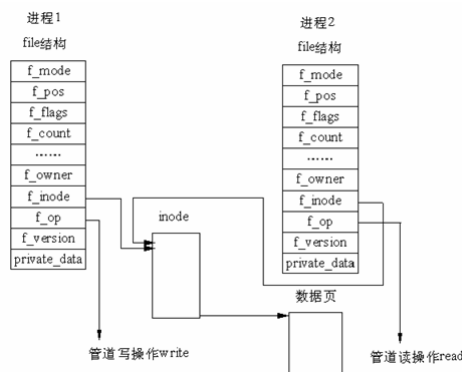 进程1
file结构
f_mode
f_pos
f_flags
f_count
……
f_owner
f_inode
f_op
f_version
private_data
管道写操作write
inode
进程2
file结构
f_mode
f_pos
f_flags
f_count
……
f_owner
f_inode
f_op
f_version
private_data
数据页
管道读操作read